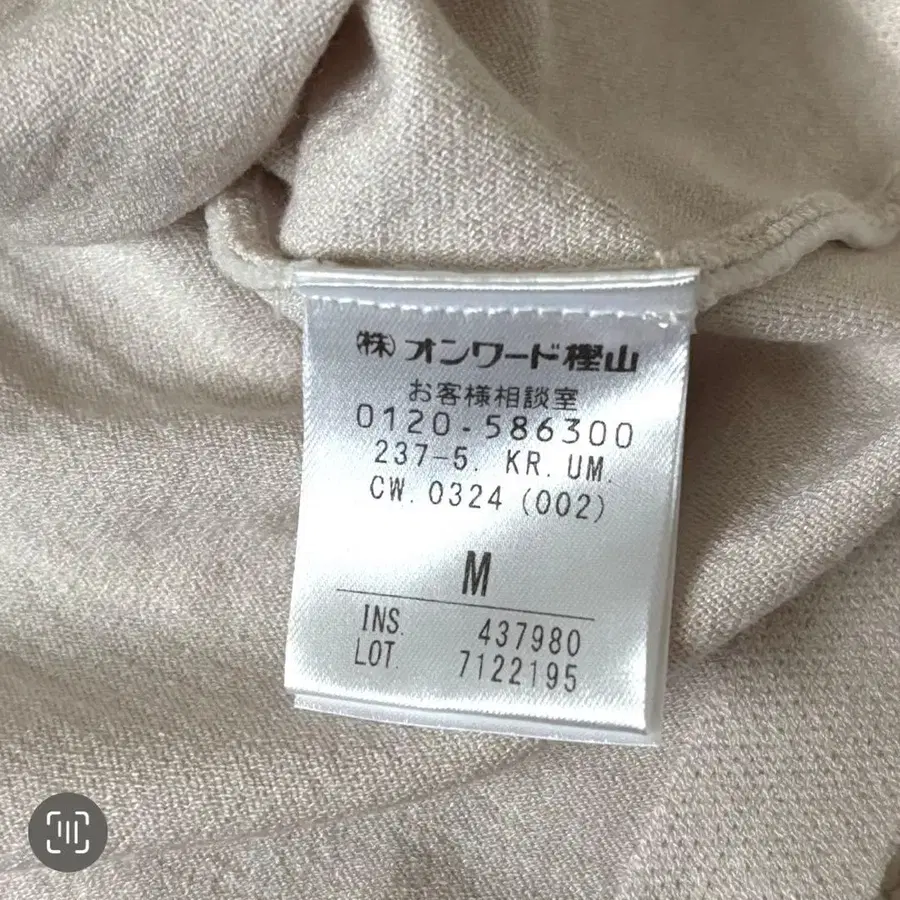 ㈱オンワード樫山
お客様相談室
0120-586300
237-5. KR. UM.
CW. 0324 (002)
M
INS. 437980
LOT. 7122195